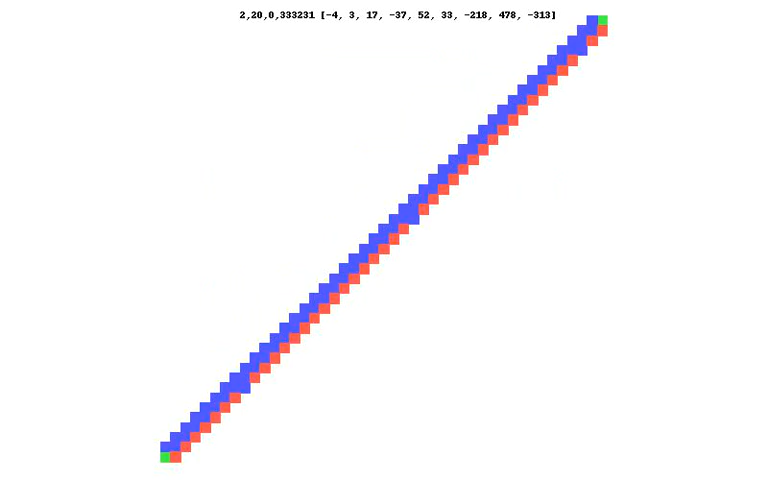 2,20,0,333231 [-4, 3, 17, -37, 52, 33, -218, 478, -313]